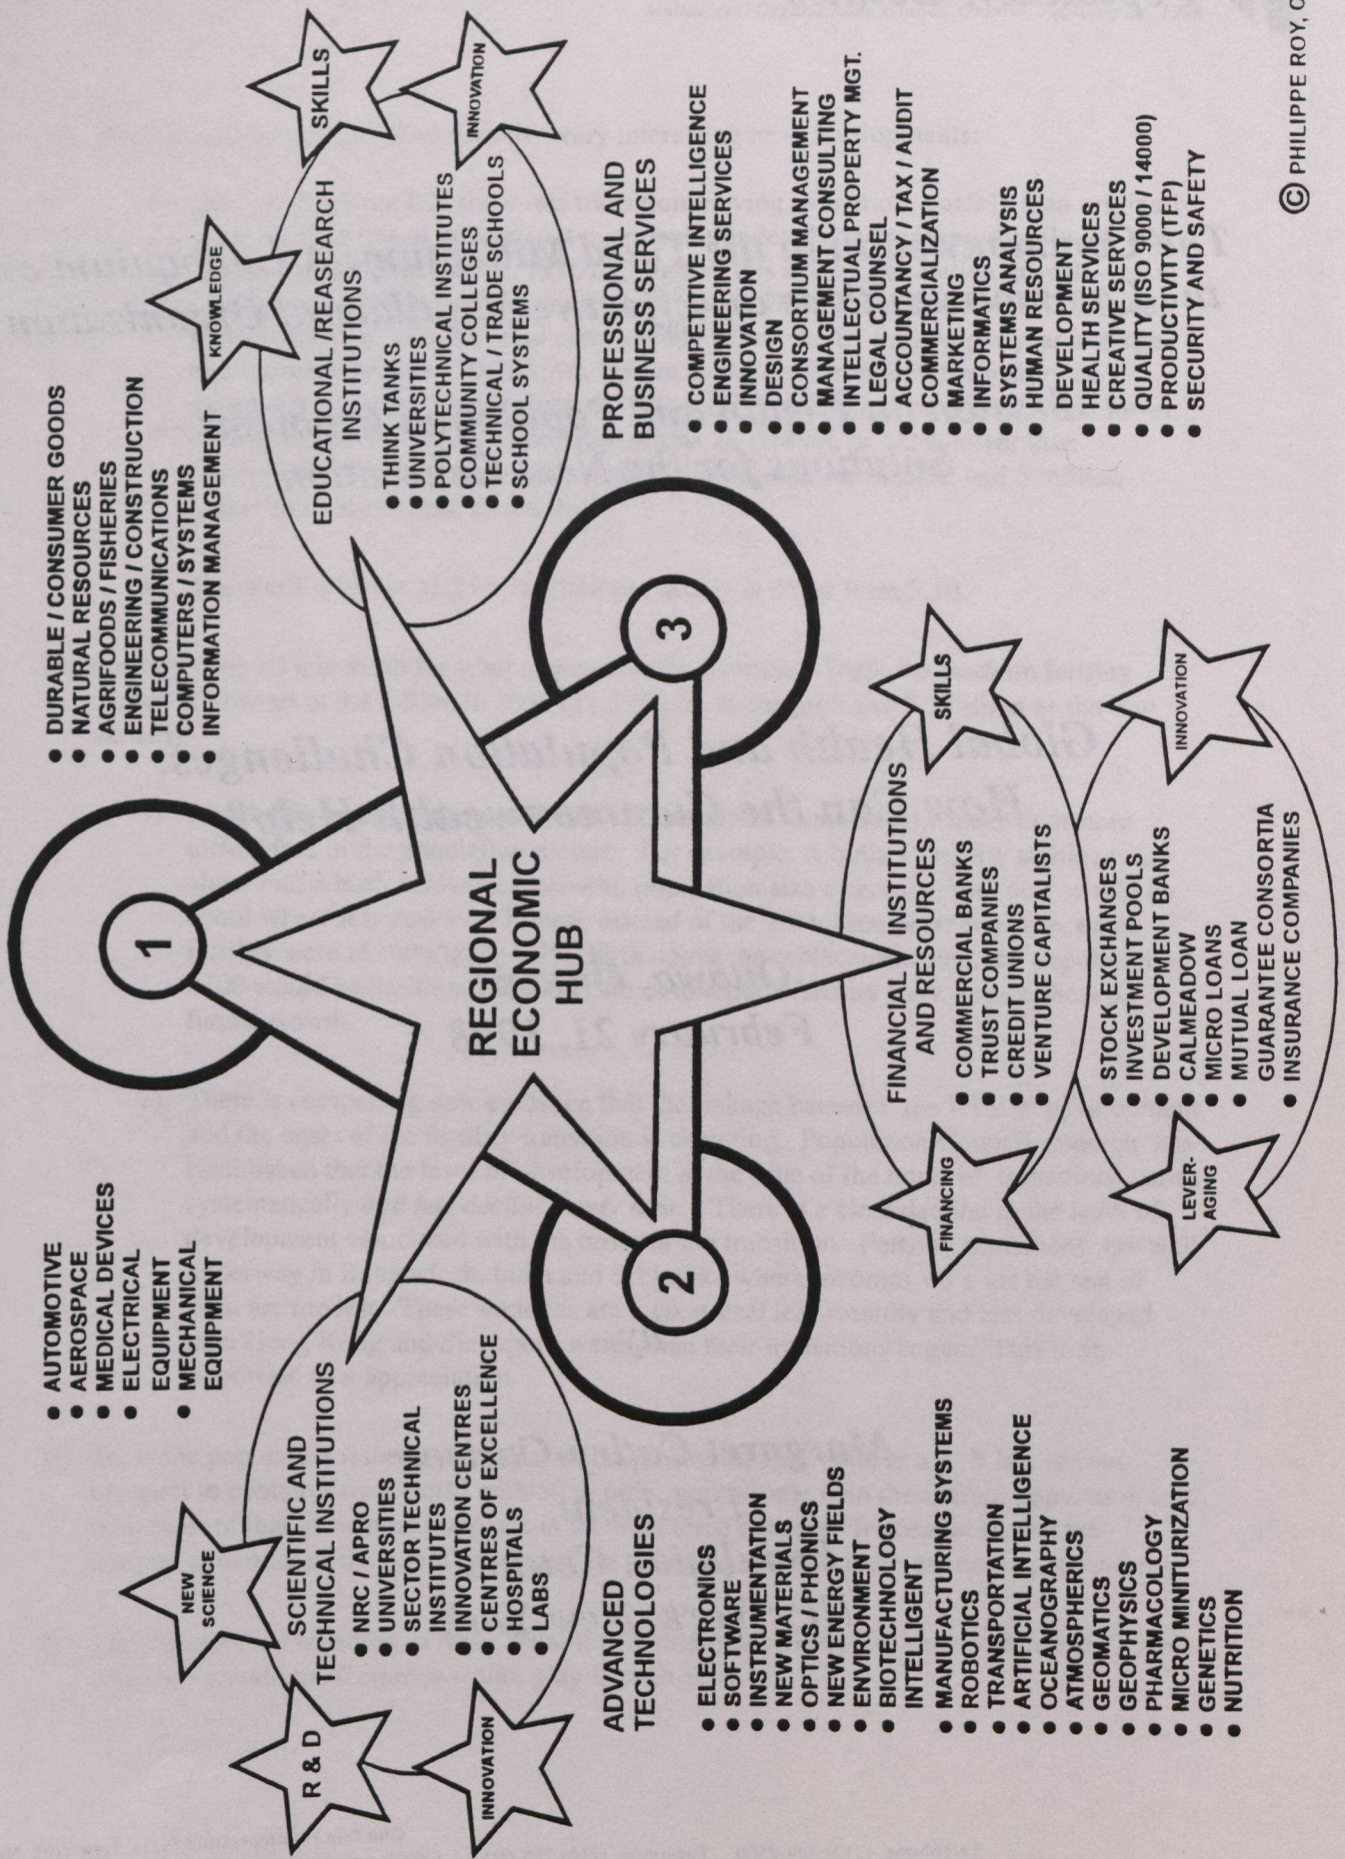 ● AUTOMOTIVE
● AEROSPACE
● MEDICAL DEVICES
● ELECTRICAL
EQUIPMENT
● MECHANICAL
EQUIPMENT
1
● DURABLE / CONSUMER GOODS
● NATURAL RESOURCES
● AGRIFOODS / FISHERIES
● ENGINEERING / CONSTRUCTION
● TELECOMMUNICATIONS
● COMPUTERS / SYSTEMS
INFORMATION MANAGEMENT
NEW
SCIENCE
R & D
INNOVATION
SCIENTIFIC AND
TECHNICAL INSTITUTIONS
● NRC / APRO
● UNIVERSITIES
● SECTOR TECHNICAL
INSTITUTES
● INNOVATION CENTRES
● CENTRES OF EXCELLENCE
● HOSPITALS
● LABS
REGIONAL
ECONOMIC
HUB
KNOWLEDGE
SKILLS
INNOVATION
EDUCATIONAL /REASEARCH
INSTITUTIONS
● THINK TANKS
● UNIVERSITIES
● POLYTECHNICAL INSTITUTES
● COMMUNITY COLLEGES
● TECHNICAL / TRADE SCHOOLS
● SCHOOL SYSTEMS
2
3
ADVANCED
TECHNOLOGIES
● ELECTRONICS
● SOFTWARE
● INSTRUMENTATION
● NEW MATERIALS
● OPTICS / PHONICS
● NEW ENERGY FIELDS
● ENVIRONMENT
● BIOTECHNOLOGY
INTELLIGENT
● MANUFACTURING SYSTEMS
● ROBOTICS
● TRANSPORTATION
● ARTIFICIAL INTELLIGENCE
● OCEANOGRAPHY
● ATMOSPHERICS
● GEOMATICS
● GEOPHYSICS
● PHARMACOLOGY
● MICRO MINITURIZATION
● GENETICS
● NUTRITION
FINANCING
SKILLS
FINANCIAL INSTITUTIONS
AND RESOURCES
● COMMERCIAL BANKS
● TRUST COMPANIES
● CREDIT UNIONS
● VENTURE CAPITALISTS
LEVER-
AGING
INNOVATION
● STOCK EXCHANGES
● INVESTMENT POOLS
● DEVELOPMENT BANKS
● CALMEADOW
● MICRO LOANS
● MUTUAL LOAN
GUARANTEE CONSORTIA
● INSURANCE COMPANIES
PROFESSIONAL AND
BUSINESS SERVICES
● COMPETITIVE INTELLIGENCE
● ENGINEERING SERVICES
● INNOVATION
● DESIGN
● CONSORTIUM MANAGEMENT
● MANAGEMENT CONSULTING
● INTELLECTUAL PROPERTY MGT.
● LEGAL COUNSEL
● ACCOUNTANCY / TAX / AUDIT
● COMMERCIALIZATION
● MARKETING
● INFORMATICS
● SYSTEMS ANALYSIS
● HUMAN RESOURCES
DEVELOPMENT
● HEALTH SERVICES
● CREATIVE SERVICES
● QUALITY (ISO 9000 / 14000)
● PRODUCTIVITY (TFP)
● SECURITY AND SAFETY
© PHILIPPE ROY,